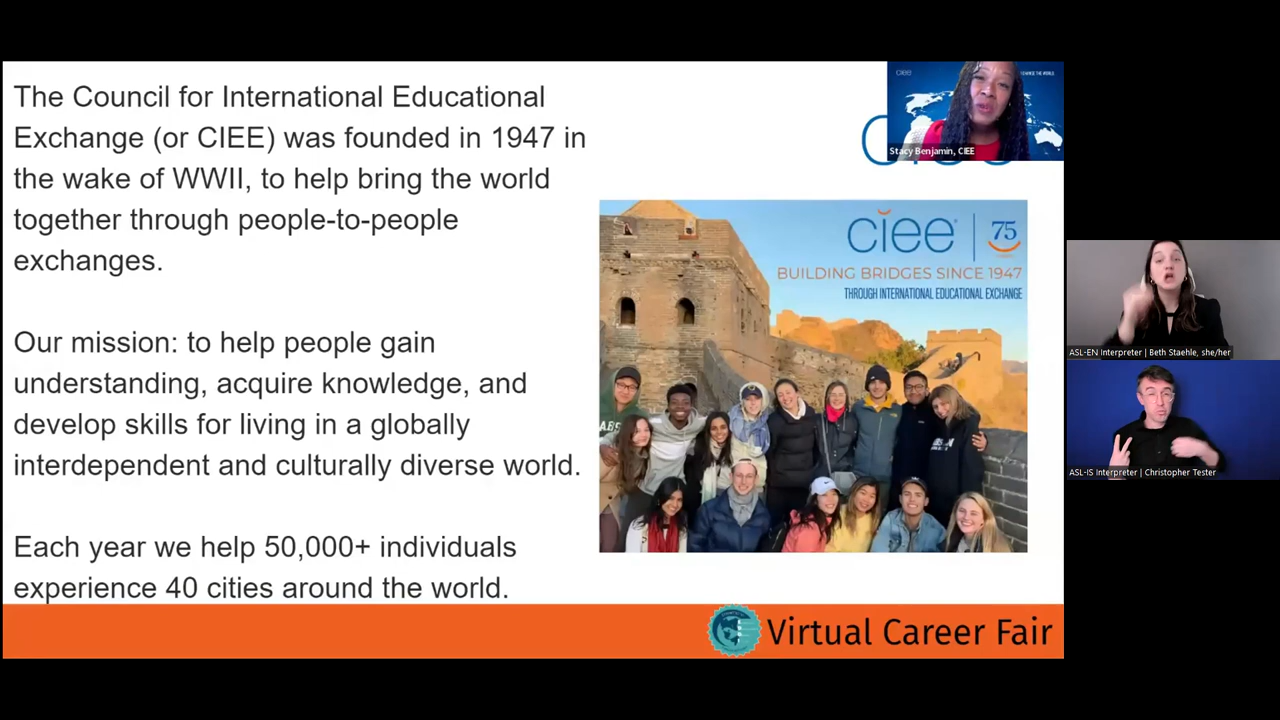 The Council for International Educational
Exchange (or CIEE) was founded in 1947 in
the wake of WWII, to help bring the world
together through people-to-people
exchanges.
Our mission: to help people gain
understanding, acquire knowledge, and
develop skills for living in a globally
interdependent and culturally diverse world.
Each year we help 50,000+ individuals
experience 40 cities around the world.
ciee
THE WORLD
Stacy Benjamin, CIEE
ciee 75
BUILDING BRIDGES SINCE 1947
THROUGH INTERNATIONAL EDUCATIONAL EXCHANGE
ASL-EN Interpreter | Beth Staehle, she/her
ASL-IS Interpreter | Christopher Tester
Virtual Career Fair